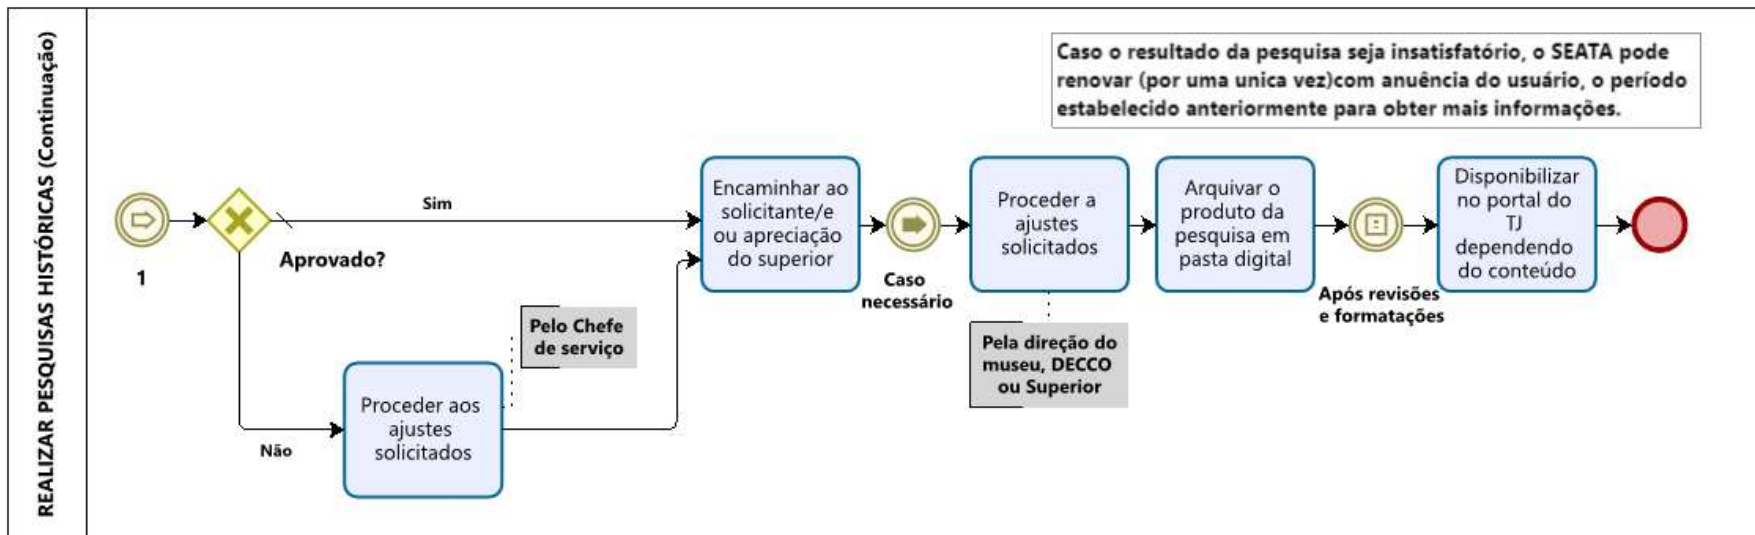 REALIZAR PESQUISAS HISTÓRICAS (Continuação)
Caso o resultado da pesquisa seja insatisfatório, o SEATA pode
renovar (por uma unica vez)com anuência do usuário, o período
estabelecido anteriormente para obter mais informações.
1
Aprovado?
Sim
Não
Proceder aos
ajustes
solicitados
Pelo Chefe
de serviço
Encaminhar ao
solicitante/e
ou apreciação
do superior
Caso
necessário
Proceder a
ajustes
solicitados
Pela direção do
museu, DECCO
ou Superior
Arquivar o
produto da
pesquisa em
pasta digital
Após revisões
e formatações
Disponibilizar
no portal do
TJ
dependendo
do conteúdo